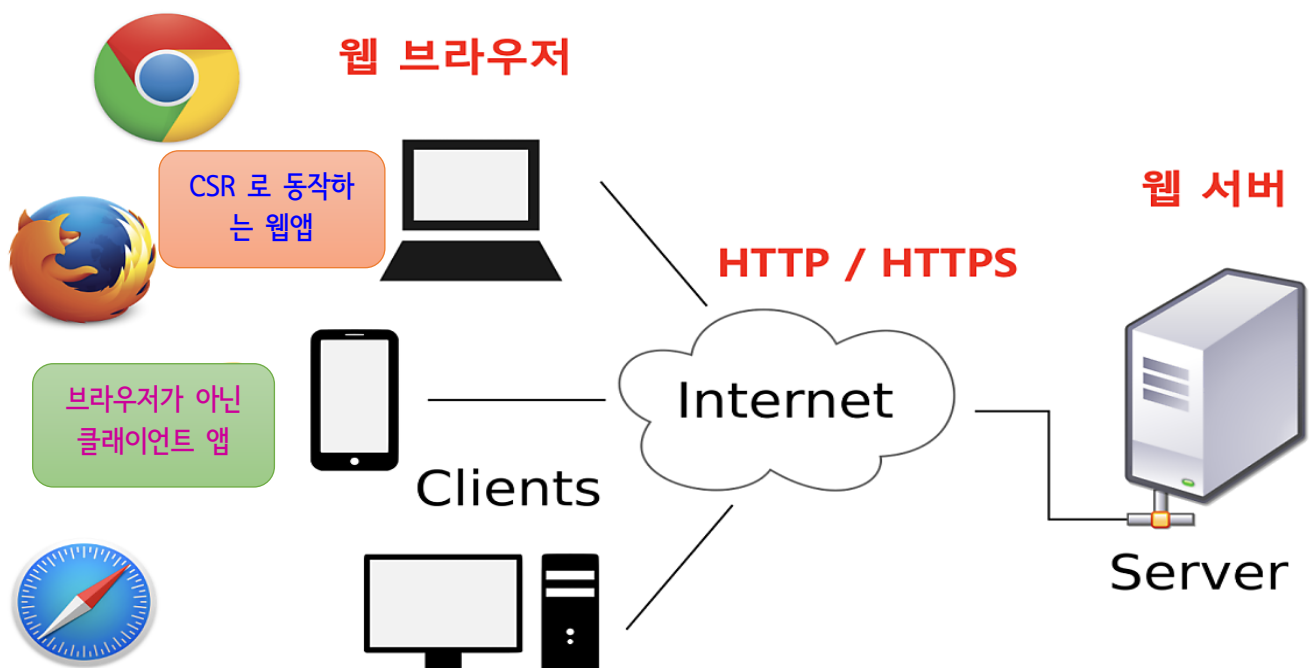 웹 브라우저
CSR 로 동작하
는 웹앱
웹 서버
HTTP / HTTPS
브라우저가 아닌
클래이언트 앱
Internet
Clients
Server